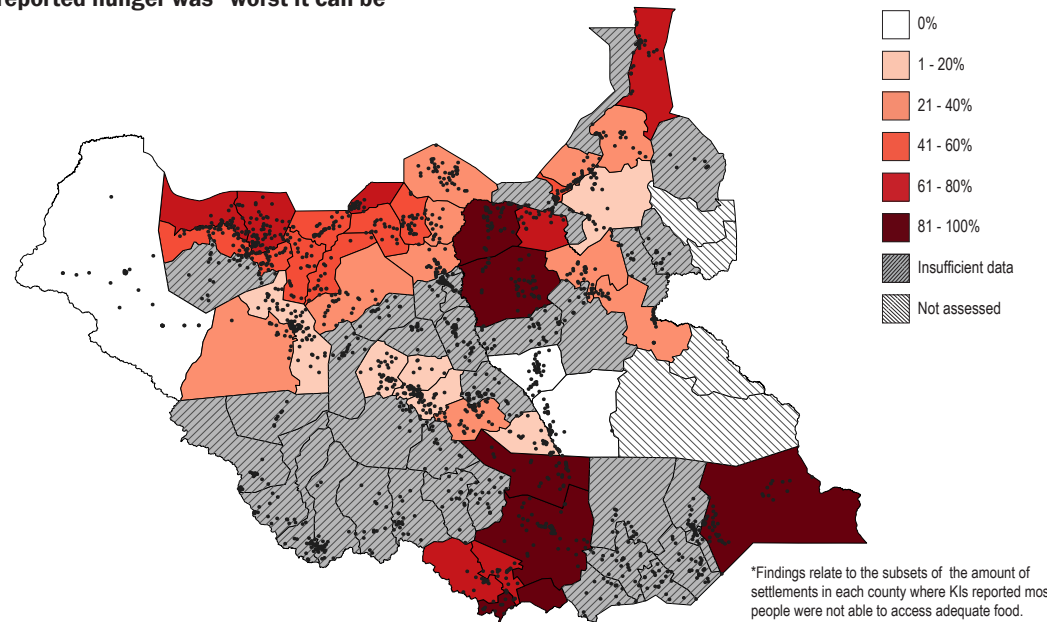 reported hunger was "worst it can be"
0%
1 - 20%
21 - 40%
41 - 60%
61 - 80%
81 - 100%
Insufficient data
Not assessed
*Findings relate to the subsets of the amount of
settlements in each county where KIs reported most
people were not able to access adequate food.